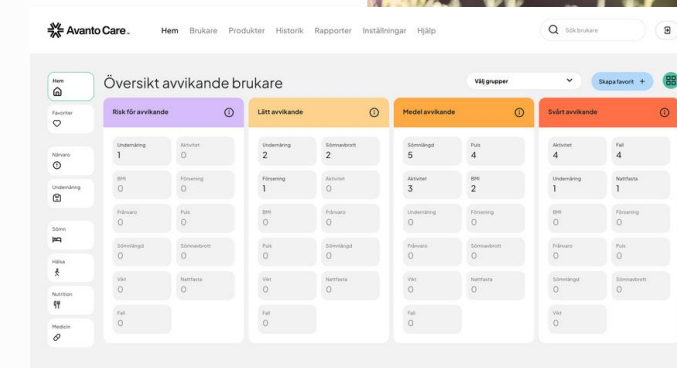 Avanto Care.
Hem Brukare Produkter Historik Rapporter Inställningar Hjälp
Sök brukare
Översikt avvikande brukare
Välj grupper
Skapa favorit +
Hem
Favoriter
Närvaro
Undernäring
Sömn
Hälsa
Nutrition
Medicin
Risk för avvikande
Undernäring Aktivitet
1 0
BMI Försening
0 0
Frånvaro Puls
0 0
Sömnlängd Sömnavbrott
0 0
Vikt Nattfasta
0 0
Fall
0
Lätt avvikande
Undernäring Sömnavbrott
2 2
Försening Aktivitet
1 0
BMI Frånvaro
0 0
Puls Sömnlängd
0 0
Vikt Nattfasta
0 0
Fall
0
Medel avvikande
Sömnlängd Puls
5 4
Aktivitet BMI
3 2
Undernäring Försening
0 0
Frånvaro Sömnavbrott
0 0
Vikt Nattfasta
0 0
Fall
0
Svårt avvikande
Aktivitet Fall
4 4
Undernäring Nattfasta
1 1
BMI Försening
0 0
Frånvaro Puls
0 0
Sömnlängd Sömnavbrott
0 0
Vikt
0